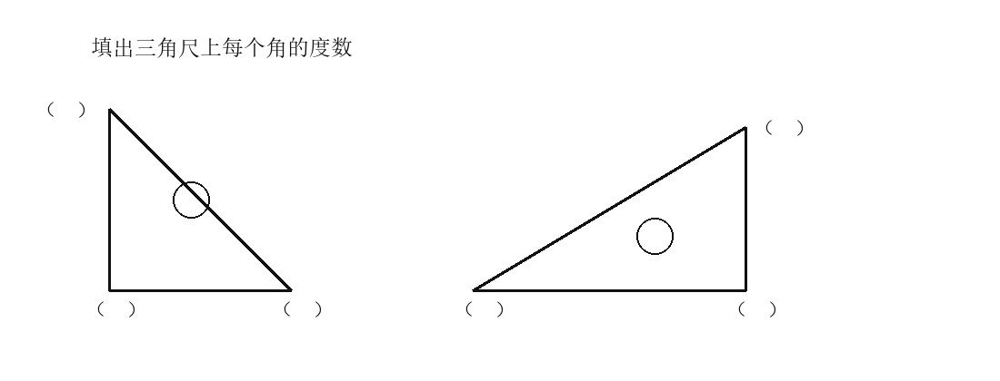 填出三角尺上每个角的度数
（ ）
（ ）
（ ） （ ） （ ） （ ）